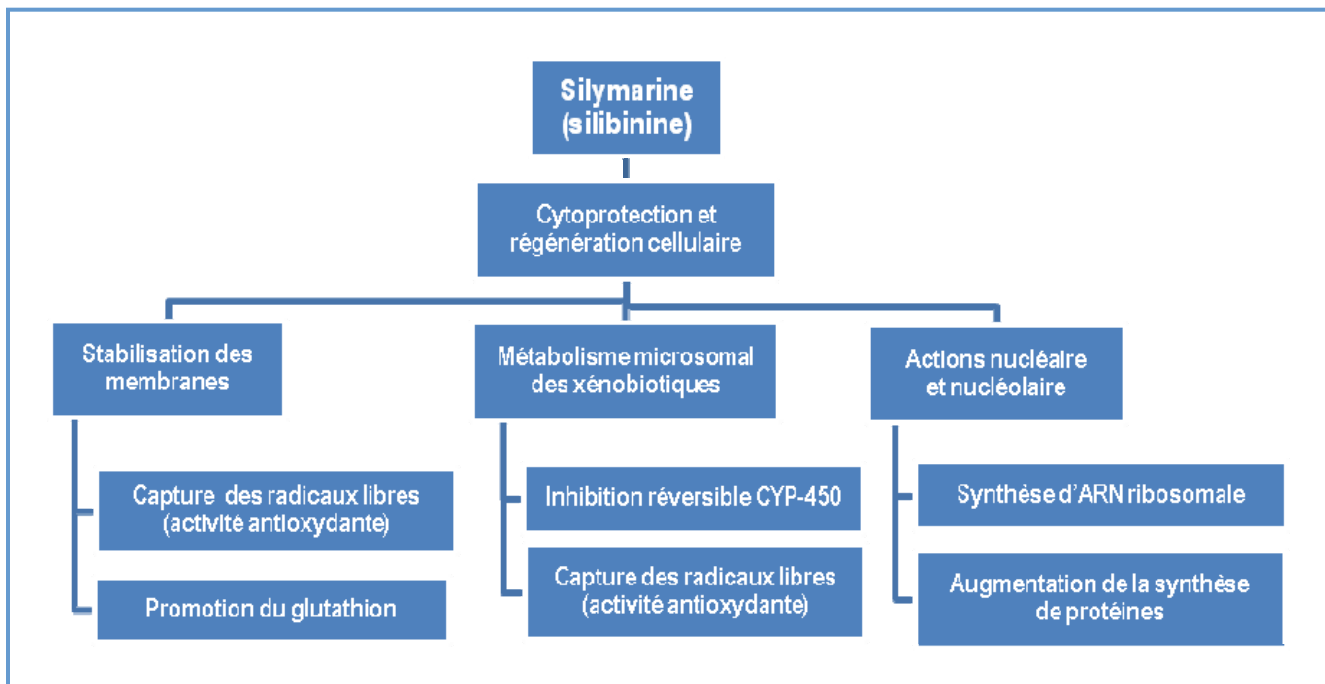 Silymarine
(silibinine)
Cytoprotection et
régénération cellulaire
Stabilisation des
membranes
Capture des radicaux libres
(activité antioxydante)
Promotion du glutathion
Métabolisme microsomal
des xénobiotiques
Inhibition réversible CYP-450
Capture des radicaux libres
(activité antioxydante)
Actions nucléaire
et nucléolaire
Synthèse d'ARN ribosomale
Augmentation de la synthèse
de protéines